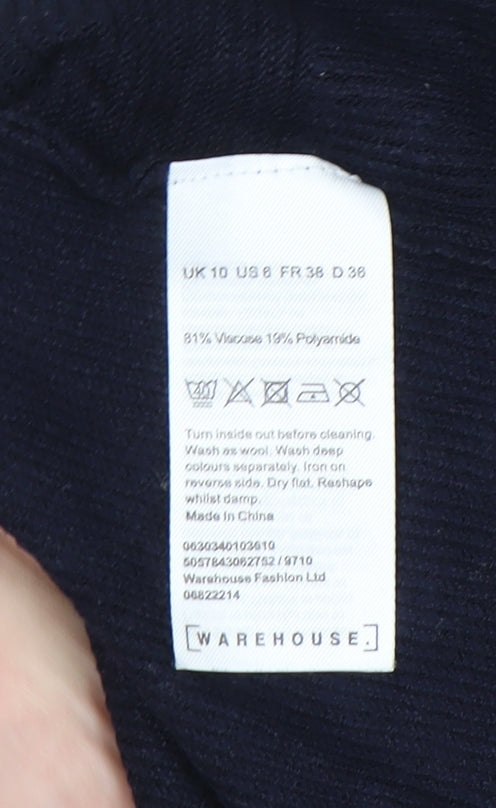 UK 10 US 6 FR 38 D 36
81% Viscose 19% Polyamide
40
Turn inside out before cleaning.
Wash as wool. Wash deep
colours separately. Iron on
reverse side. Dry flat. Reshape
whilst damp.
Made In China
0630340103610
5057843062752 / 9710
Warehouse Fashion Ltd
06822214
[WAREHOUSE.]